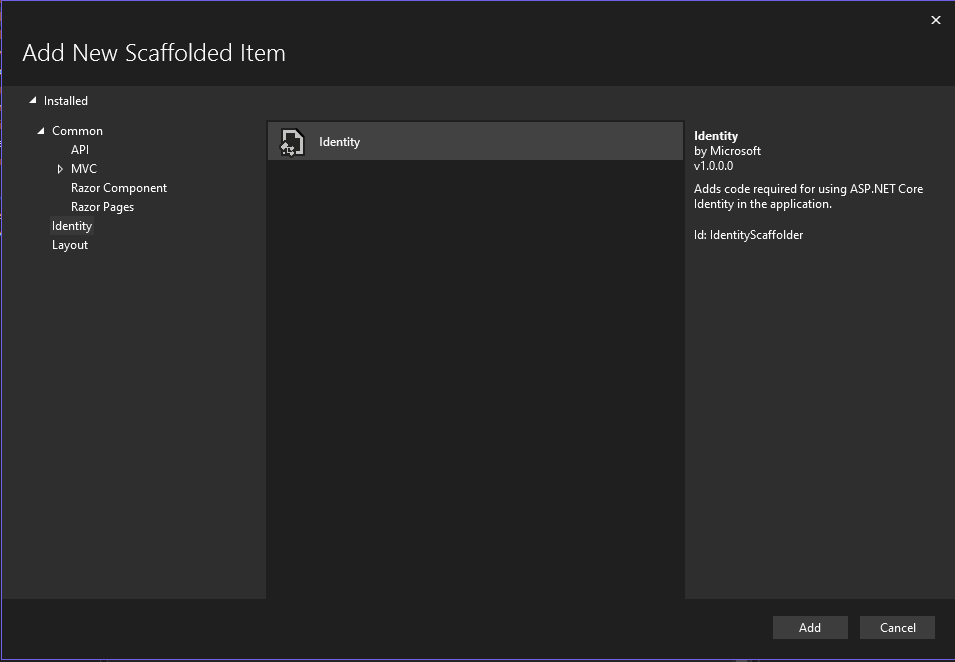 Add New Scaffolded Item
Installed
Common
API
MVC
Razor Component
Razor Pages
Identity
Layout
Identity
Identity
by Microsoft
v1.0.0.0
Adds code required for using ASP.NET Core
Identity in the application.
Id: IdentityScaffolder
Add
Cancel